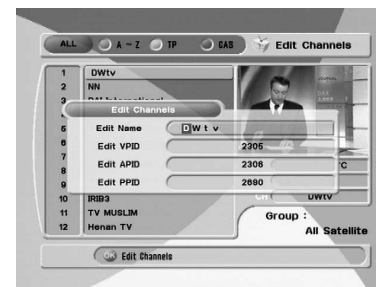 ALL A ~ Z TP CAS Edit Channels
1 DWtv
2 NN
3
Edit Channels
5 Edit Name DW t v
6 Edit VPID 2305
7
8 Edit APID 2306
9 Edit PPID 2690
10 IRIB3 CH DWtv
11 TV MUSLIM
12 Henan TV
Group :
All Satellite
OK Edit Channels